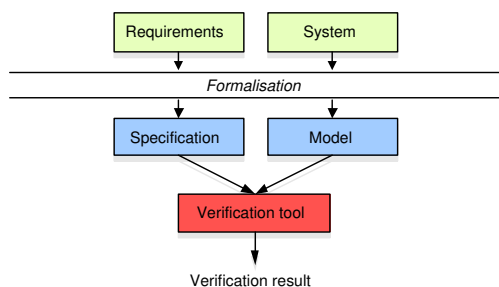 Requirements
System
Formalisation
Specification
Model
Verification tool
Verification result